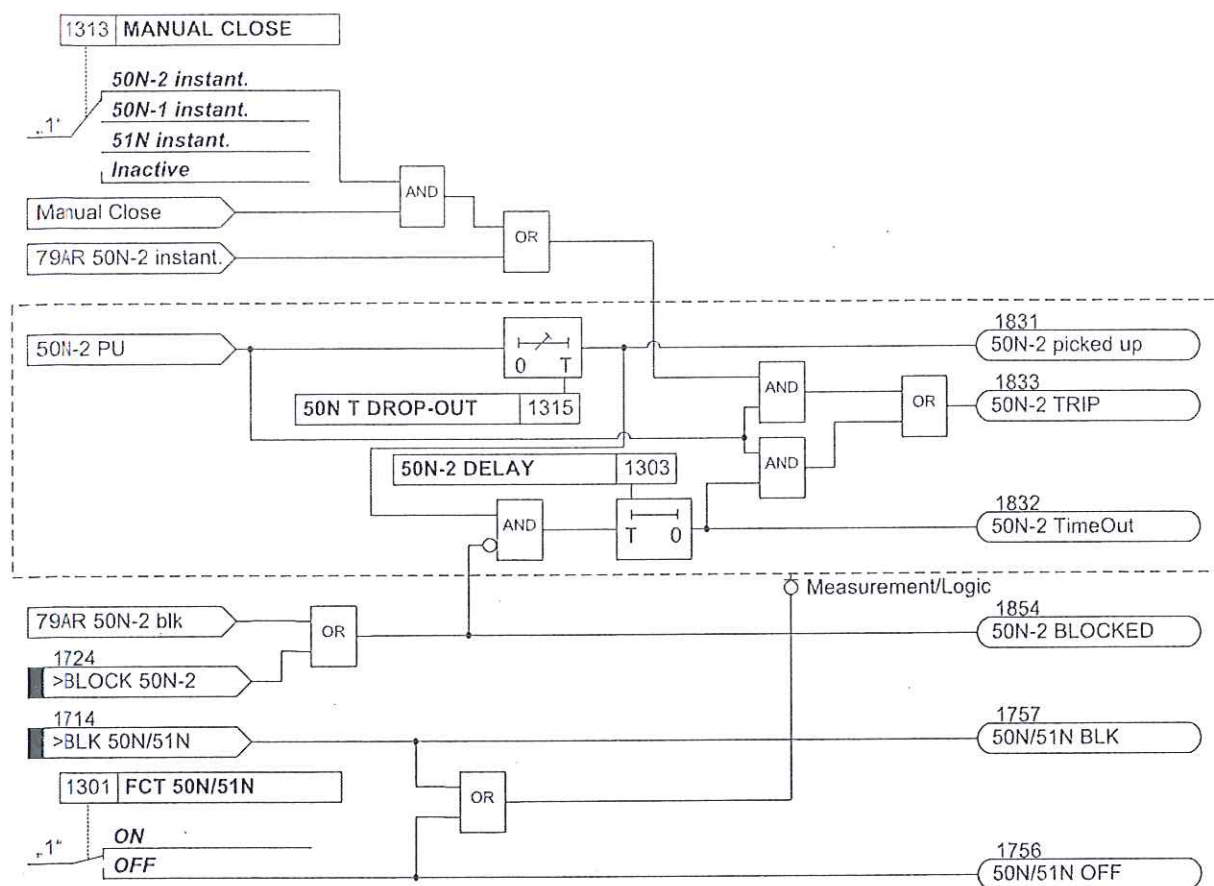 1313 MANUAL CLOSE
50N-2 instant.
50N-1 instant.
„1"
51N instant.
Inactive
AND
Manual Close
OR
79AR 50N-2 instant.
1831
50N-2 PU
50N-2 picked up
0 T
AND
1833
50N T DROP-OUT 1315
OR
50N-2 TRIP
50N-2 DELAY 1303
AND
1832
AND
T 0
50N-2 TimeOut
Measurement/Logic
79AR 50N-2 blk
OR
1854
50N-2 BLOCKED
1724
>BLOCK 50N-2
1714
>BLK 50N/51N
1757
50N/51N BLK
1301 FCT 50N/51N
OR
ON
„1"
OFF
1756
50N/51N OFF